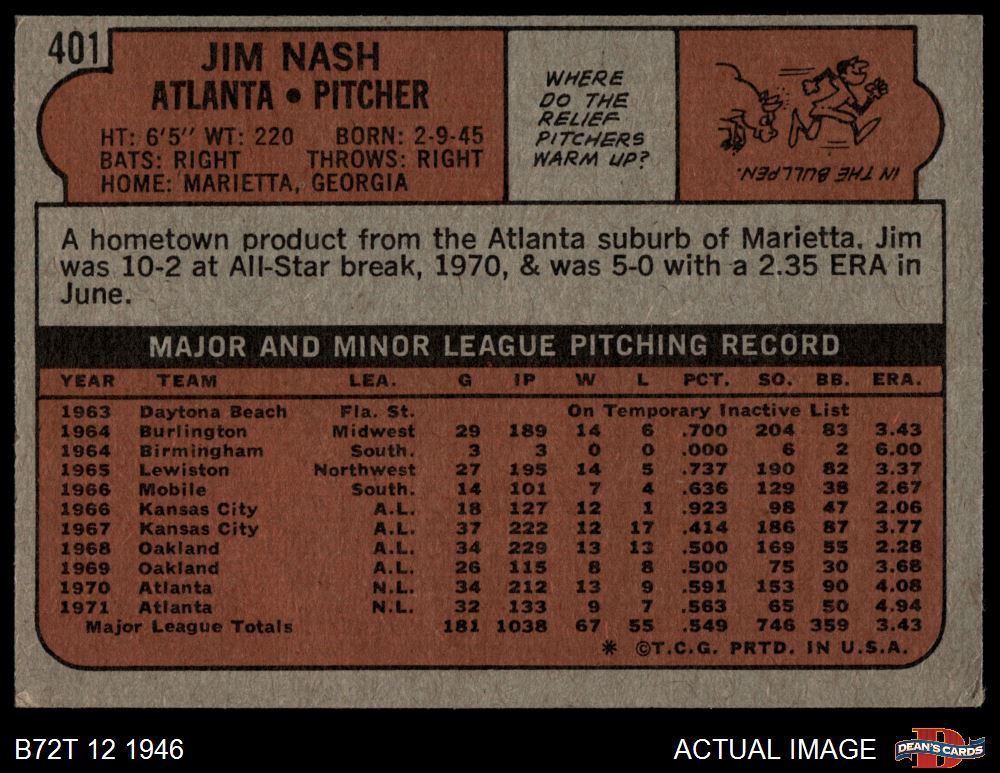 401
JIM NASH
ATLANTA • PITCHER
HT: 6'5" WT: 220 BORN: 2-9-45
BATS: RIGHT THROWS: RIGHT
HOME: MARIETTA, GEORGIA
WHERE
DO THE
RELIEF
PITCHERS
WARM UP?
IN THE BULLPEN.
A hometown product from the Atlanta suburb of Marietta. Jim
was 10-2 at All-Star break, 1970, & was 5-0 with a 2.35 ERA in
June.
MAJOR AND MINOR LEAGUE PITCHING RECORD
YEAR TEAM LEA. G IP W L PCT. SO. BB. ERA.
1963 Daytona Beach Fla. St. On Temporary Inactive List
1964 Burlington Midwest 29 189 14 6 .700 204 83 3.43
1964 Birmingham South. 3 3 0 0 .000 6 2 6.00
1965 Lewiston Northwest 27 195 14 5 .737 190 82 3.37
1966 Mobile South. 14 101 7 4 .636 129 38 2.67
1966 Kansas City A.L. 18 127 12 1 .923 98 47 2.06
1967 Kansas City A.L. 37 222 12 17 .414 186 87 3.77
1968 Oakland A.L. 34 229 13 13 .500 169 55 2.28
1969 Oakland A.L. 26 115 8 8 .500 75 30 3.68
1970 Atlanta N.L. 34 212 13 9 .591 153 90 4.08
1971 Atlanta N.L. 32 133 9 7 .563 65 50 4.94
Major League Totals 181 1038 67 55 .549 746 359 3.43
* ©T.C.G. PRTD. IN U.S.A.
B72T 12 1946
ACTUAL IMAGE
D
DEAN'S CARDS